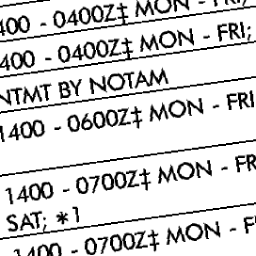 400 - 0400Z‡ MON - FRI;
400 - 0400Z‡ MON - FRI;
NTMT BY NOTAM
1400 - 0600Z‡ MON - FRI
1400 - 0700Z‡ MON - FR
SAT; *1
1400 - 0700Z‡ MON - F